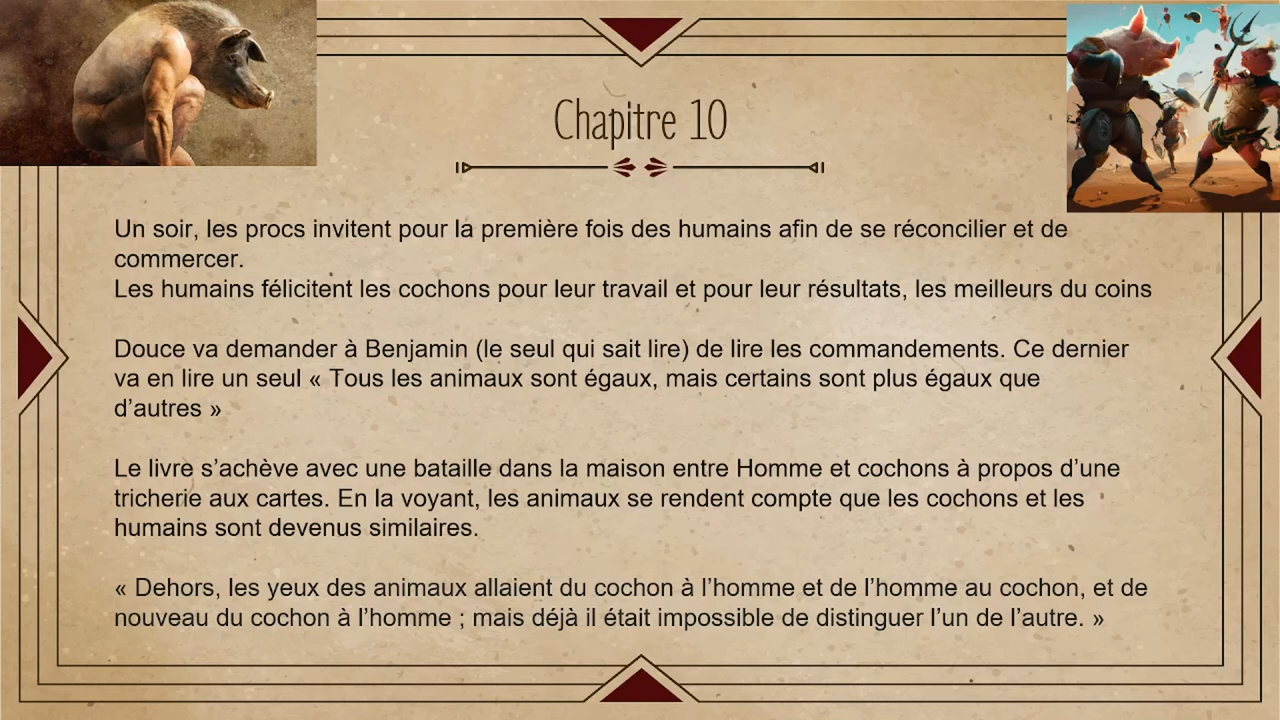 Chapitre 10
Un soir, les procs invitent pour la première fois des humains afin de se réconcilier et de
commercer.
Les humains félicitent les cochons pour leur travail et pour leur résultats, les meilleurs du coins
Douce va demander à Benjamin (le seul qui sait lire) de lire les commandements. Ce dernier
va en lire un seul « Tous les animaux sont égaux, mais certains sont plus égaux que
d’autres »
Le livre s’achève avec une bataille dans la maison entre Homme et cochons à propos d’une
tricherie aux cartes. En la voyant, les animaux se rendent compte que les cochons et les
humains sont devenus similaires.
« Dehors, les yeux des animaux allaient du cochon à l’homme et de l’homme au cochon, et de
nouveau du cochon à l’homme ; mais déjà il était impossible de distinguer l’un de l’autre. »